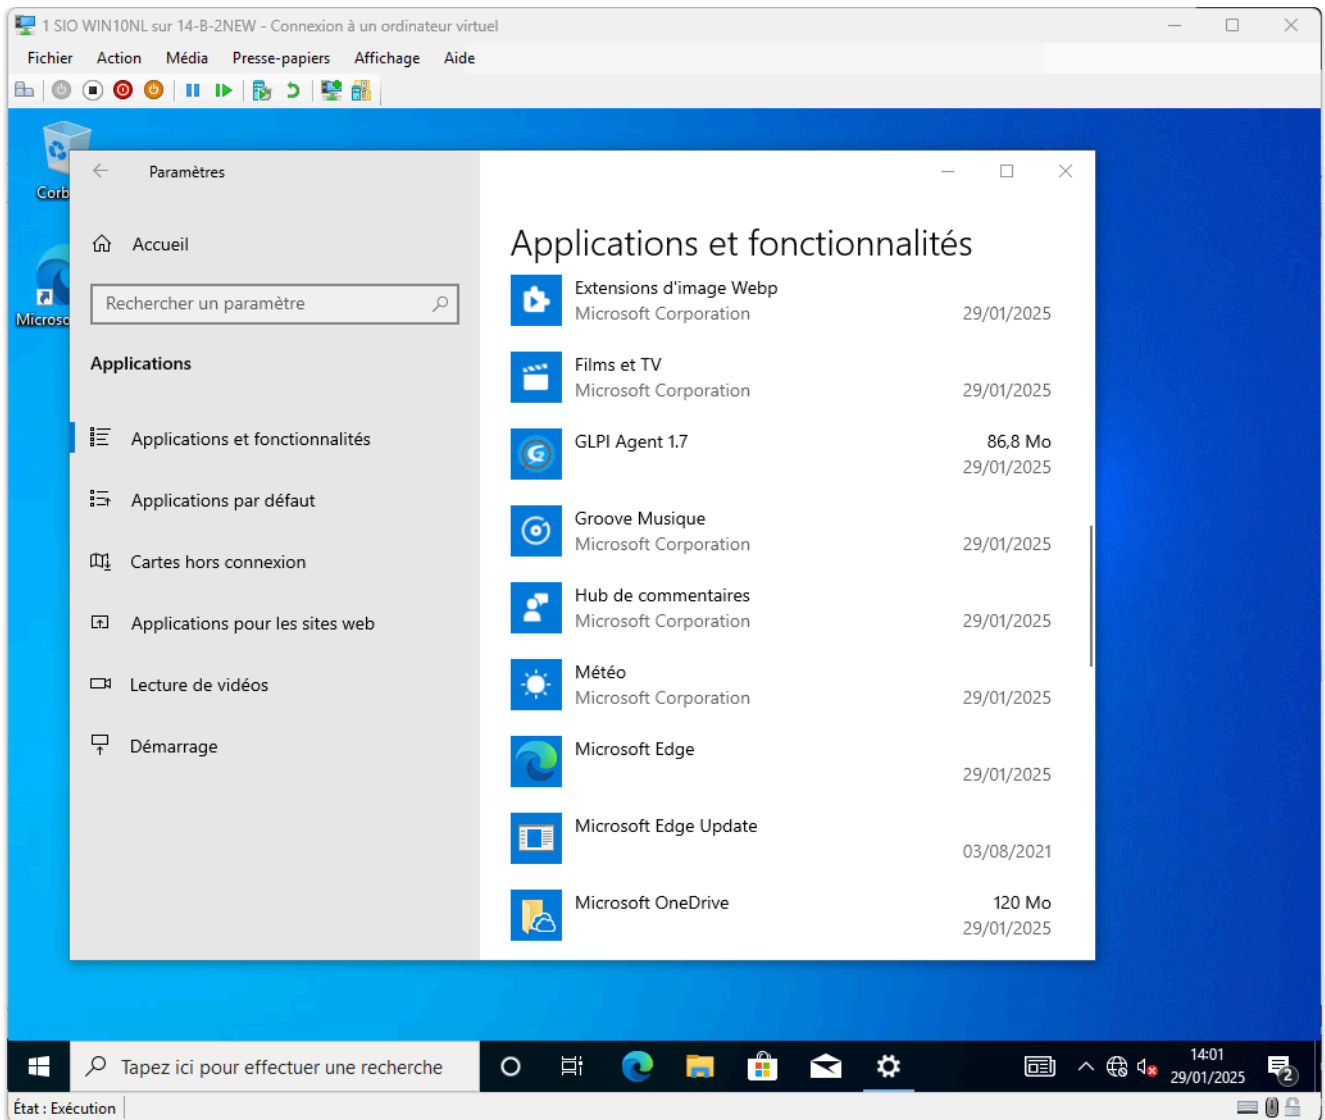 1 SIO WIN10NL sur 14-B-2NEW - Connexion à un ordinateur virtuel
Fichier Action Média Presse-papiers Affichage Aide
Corb
Microso
Paramètres
Accueil
Rechercher un paramètre
Applications
Applications et fonctionnalités
Applications par défaut
Cartes hors connexion
Applications pour les sites web
Lecture de vidéos
Démarrage
Applications et fonctionnalités
Extensions d'image Webp
Microsoft Corporation 29/01/2025
Films et TV
Microsoft Corporation 29/01/2025
GLPI Agent 1.7 86,8 Mo
29/01/2025
Groove Musique
Microsoft Corporation 29/01/2025
Hub de commentaires
Microsoft Corporation 29/01/2025
Météo
Microsoft Corporation 29/01/2025
Microsoft Edge
29/01/2025
Microsoft Edge Update
03/08/2021
Microsoft OneDrive 120 Mo
29/01/2025
Tapez ici pour effectuer une recherche
14:01
29/01/2025
2
État : Exécution